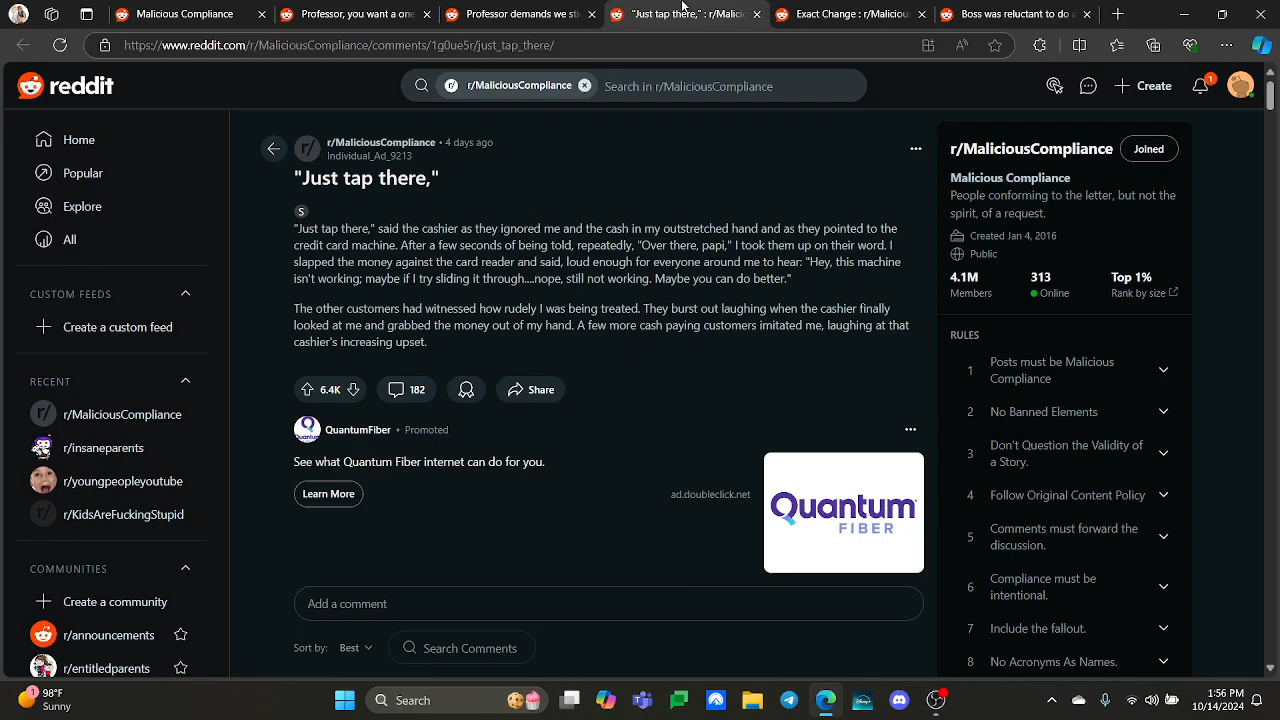 Malicious Compliance
Professor, you want a one
Professor demands we sti
"Just tap there," : r/Malici
Exact Change : r/Maliciou
Boss was reluctant to do a
https://www.reddit.com/r/MaliciousCompliance/comments/1g0ue5r/just_tap_there/
reddit
r/MaliciousCompliance
Search in r/MaliciousCompliance
Create
1
Home
Popular
Explore
All
CUSTOM FEEDS
Create a custom feed
RECENT
r/MaliciousCompliance
r/insaneparents
r/youngpeopleyoutube
r/KidsAreFuckingStupid
COMMUNITIES
Create a community
r/announcements
r/entitledparents
r/MaliciousCompliance • 4 days ago
Individual_Ad_9213
"Just tap there,"
S
"Just tap there," said the cashier as they ignored me and the cash in my outstretched hand and as they pointed to the
credit card machine. After a few seconds of being told, repeatedly, "Over there, papi," I took them up on their word. I
slapped the money against the card reader and said, loud enough for everyone around me to hear: "Hey, this machine
isn't working; maybe if I try sliding it through....nope, still not working. Maybe you can do better."
The other customers had witnessed how rudely I was being treated. They burst out laughing when the cashier finally
looked at me and grabbed the money out of my hand. A few more cash paying customers imitated me, laughing at that
cashier's increasing upset.
6.4K
182
Share
QuantumFiber • Promoted
See what Quantum Fiber internet can do for you.
Learn More
ad.doubleclick.net
Quantum
FIBER
Add a comment
Sort by: Best
Search Comments
r/MaliciousCompliance
Joined
Malicious Compliance
People conforming to the letter, but not the
spirit, of a request.
Created Jan 4, 2016
Public
4.1M
Members
313
Online
Top 1%
Rank by size
RULES
1 Posts must be Malicious
Compliance
2 No Banned Elements
3 Don't Question the Validity of
a Story.
4 Follow Original Content Policy
5 Comments must forward the
discussion.
6 Compliance must be
intentional.
7 Include the fallout.
8 No Acronyms As Names.
1
98°F
Sunny
Search
1:56 PM
10/14/2024